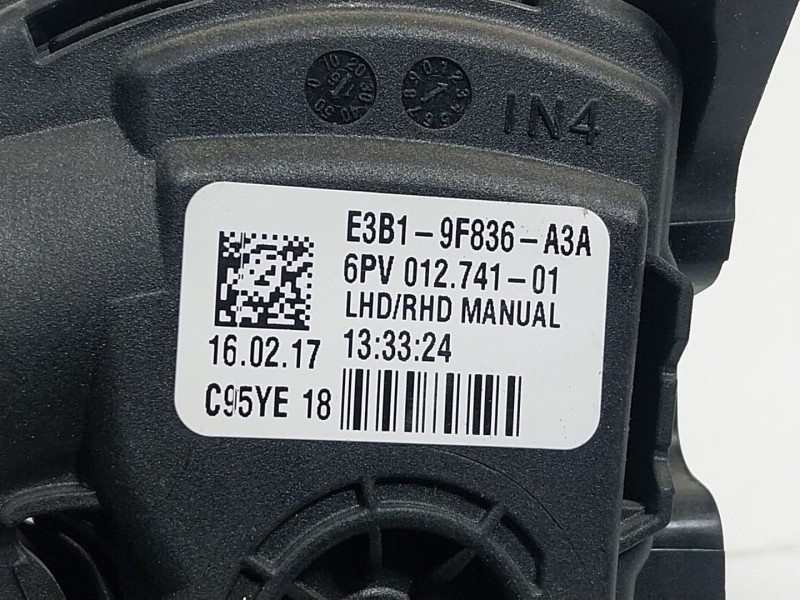 IN4
E3B1-9F836-A3A
6PV 012.741-01
LHD/RHD MANUAL
16.02.17 13:33:24
C95YE 18